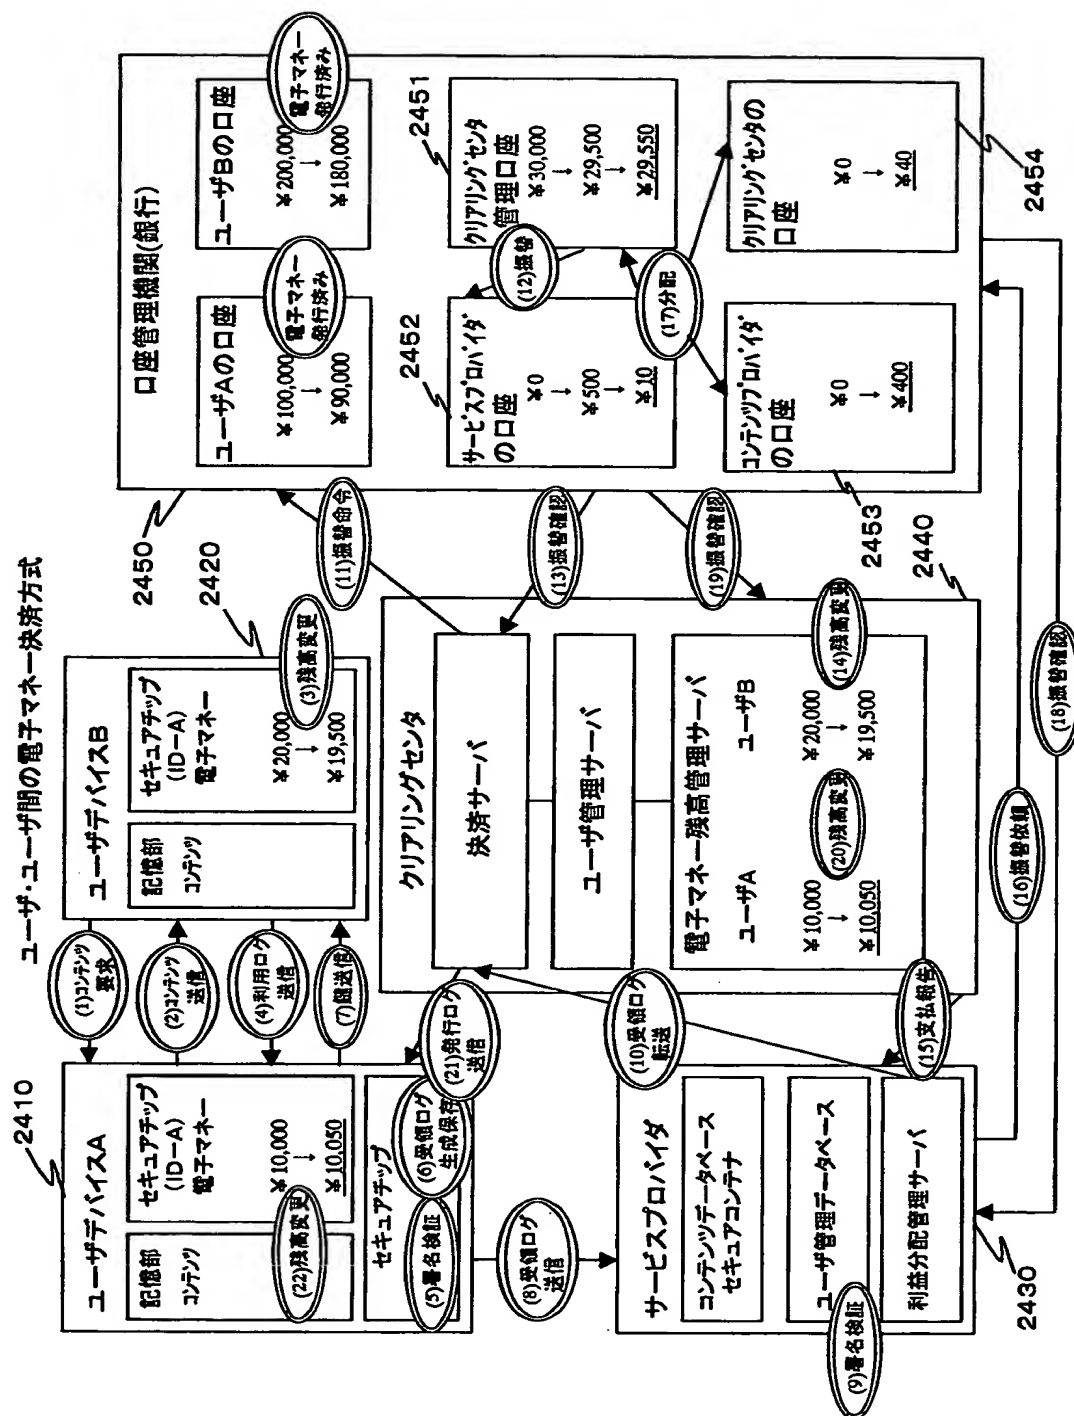 ユーザ・ユーザ間の電子マネー決済方式
2410
ユーザデバイスA
記憶部
コンテンツ
(22)残高変更
セキュアチップ
(ID-A)
電子マネー
¥10,000
↓
¥10,050
セキュアチップ
(5)署名検証
(6)受領ログ
生成保存
(1)コンテンツ
要求
(2)コンテンツ
送信
(4)利用ログ
送信
(7)鍵送信
2420
ユーザデバイスB
記憶部
コンテンツ
セキュアチップ
(ID-A)
電子マネー
¥20,000
↓
¥19,500
(3)残高変更
2450
口座管理機関(銀行)
ユーザAの口座
¥100,000
↓
¥90,000
電子マネー
発行済み
ユーザBの口座
¥200,000
↓
¥180,000
電子マネー
発行済み
2452
サービスプロバイダ
の口座
¥0
↓
¥500
↓
¥10
(12)振替
2451
クリアリングセンタ
管理口座
¥30,000
↓
¥29,500
↓
¥29,550
(17)分配
コンテンツプロバイダ
の口座
¥0
↓
¥400
2453
クリアリングセンタの
口座
¥0
↓
¥40
2454
(11)振替命令
(13)振替確認
(19)振替確認
2440
クリアリングセンタ
決済サーバ
ユーザ管理サーバ
電子マネー残高管理サーバ
ユーザA
¥10,000
↓
¥10,050
(20)残高変更
ユーザB
¥20,000
↓
¥19,500
(14)残高変更
(21)発行ログ
送信
(8)受領ログ
送信
(10)受領ログ
転送
(15)支払報告
サービスプロバイダ
コンテンツデータベース
セキュアコンテナ
ユーザ管理データベース
(9)署名検証
利益分配管理サーバ
2430
(16)振替依頼
(18)振替確認